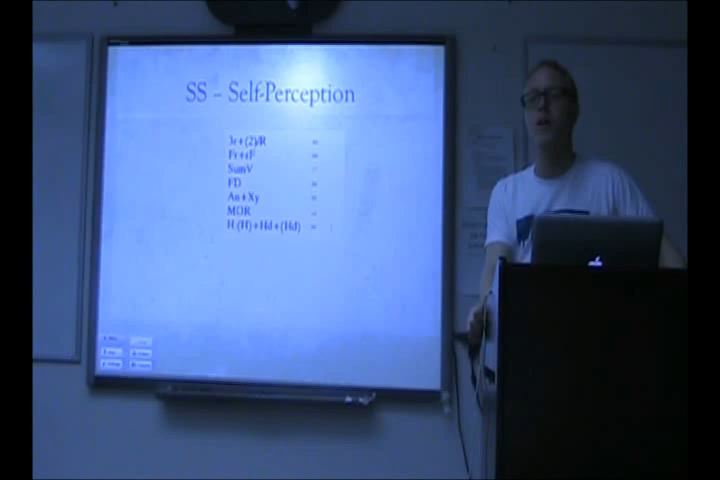 SS – Self-Perception
3r+(2)/R =
Fr+rF =
SumV =
FD =
An+Xy =
MOR =
H:(H)+Hd+(Hd) =